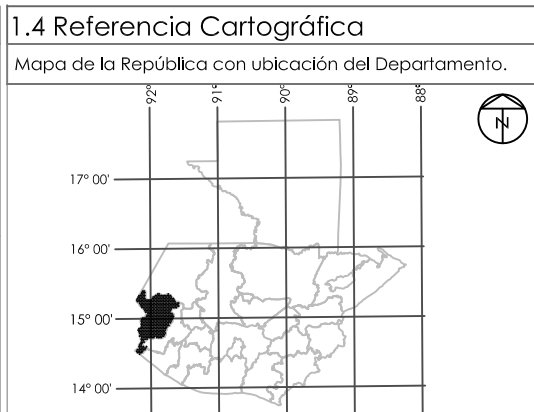 1.4 Referencia Cartográfica
Mapa de la República con ubicación del Departamento.
92° 91° 90° 89° 88°
N
17° 00'
16° 00'
15° 00'
14° 00'